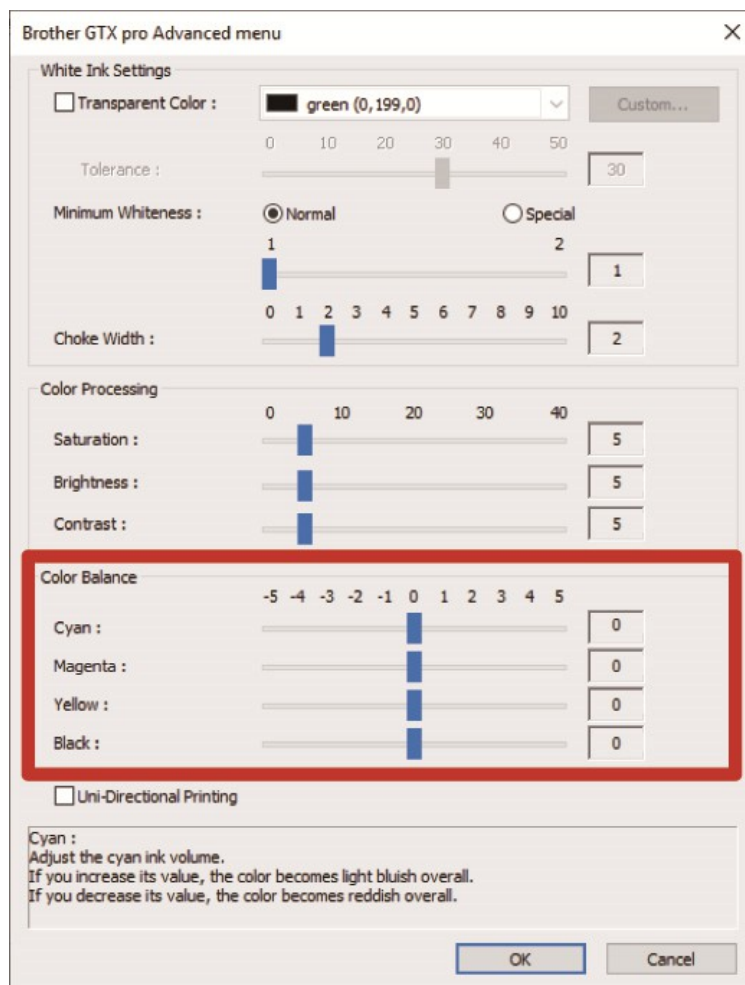 Brother GTX pro Advanced menu
White Ink Settings
Transparent Color : green (0,199,0) Custom...
0 10 20 30 40 50
Tolerance : 30
Minimum Whiteness : Normal Special
1 2
1
0 1 2 3 4 5 6 7 8 9 10
Choke Width : 2
Color Processing
0 10 20 30 40
Saturation : 5
Brightness : 5
Contrast : 5
Color Balance
-5 -4 -3 -2 -1 0 1 2 3 4 5
Cyan : 0
Magenta : 0
Yellow : 0
Black : 0
Uni-Directional Printing
Cyan :
Adjust the cyan ink volume.
If you increase its value, the color becomes light bluish overall.
If you decrease its value, the color becomes reddish overall.
OK Cancel